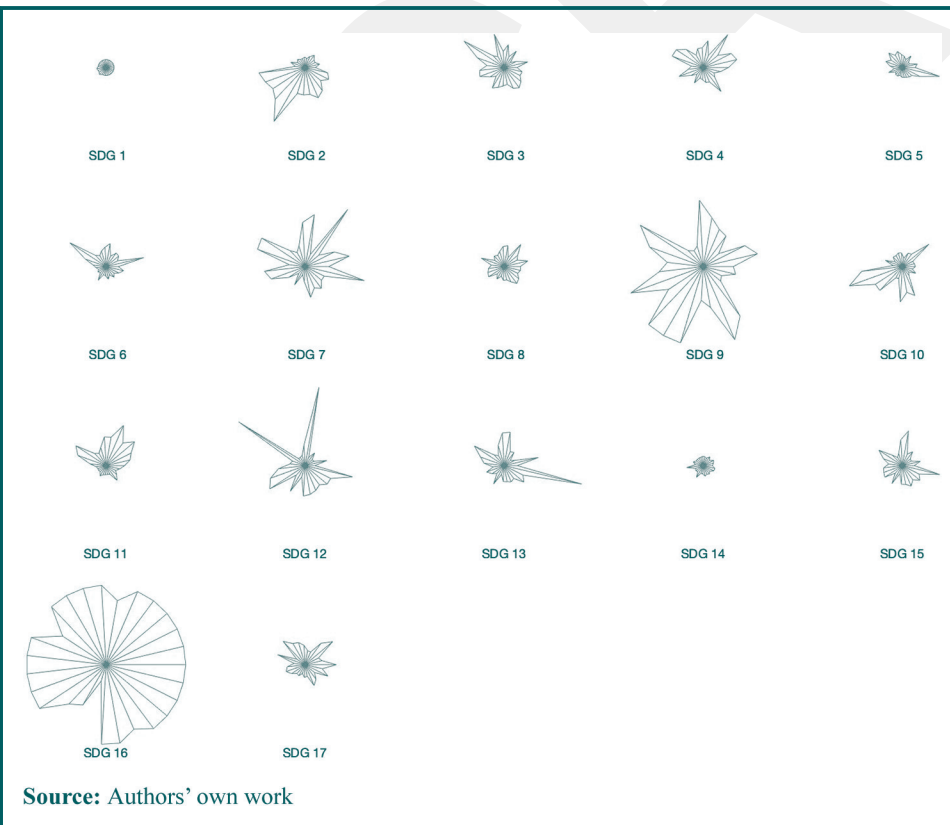 SDG 1
SDG 2
SDG 3
SDG 4
SDG 5
SDG 6
SDG 7
SDG 8
SDG 9
SDG 10
SDG 11
SDG 12
SDG 13
SDG 14
SDG 15
SDG 16
SDG 17
Source: Authors’ own work